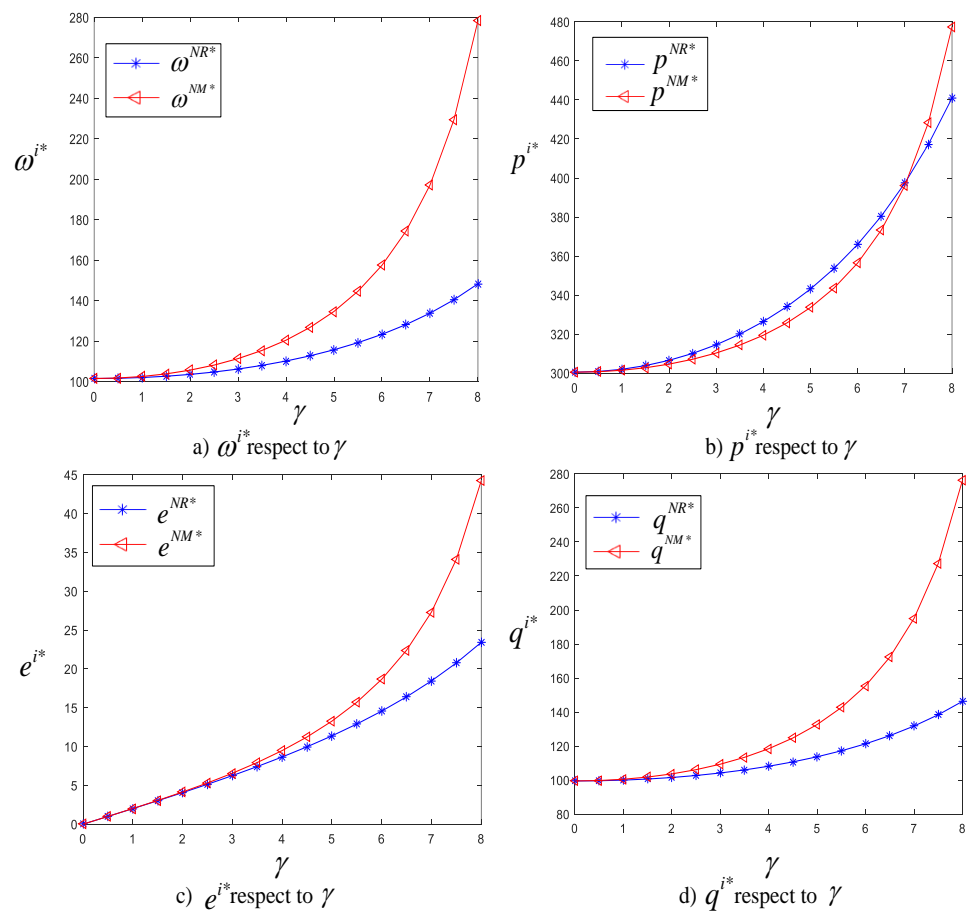 280
260
240
220
200
180
160
140
120
100
0 1 2 3 4 5 6 7 8
ω^{NR*}
ω^{NM*}
ω^{i*}
γ
a) ω^{i*} respect to γ
480
460
440
420
400
380
360
340
320
300
0 1 2 3 4 5 6 7 8
p^{NR*}
p^{NM*}
p^{i*}
γ
b) p^{i*} respect to γ
45
40
35
30
25
20
15
10
5
0
0 1 2 3 4 5 6 7 8
e^{NR*}
e^{NM*}
e^{i*}
γ
c) e^{i*} respect to γ
280
260
240
220
200
180
160
140
120
100
80
0 1 2 3 4 5 6 7 8
q^{NR*}
q^{NM*}
q^{i*}
γ
d) q^{i*} respect to γ